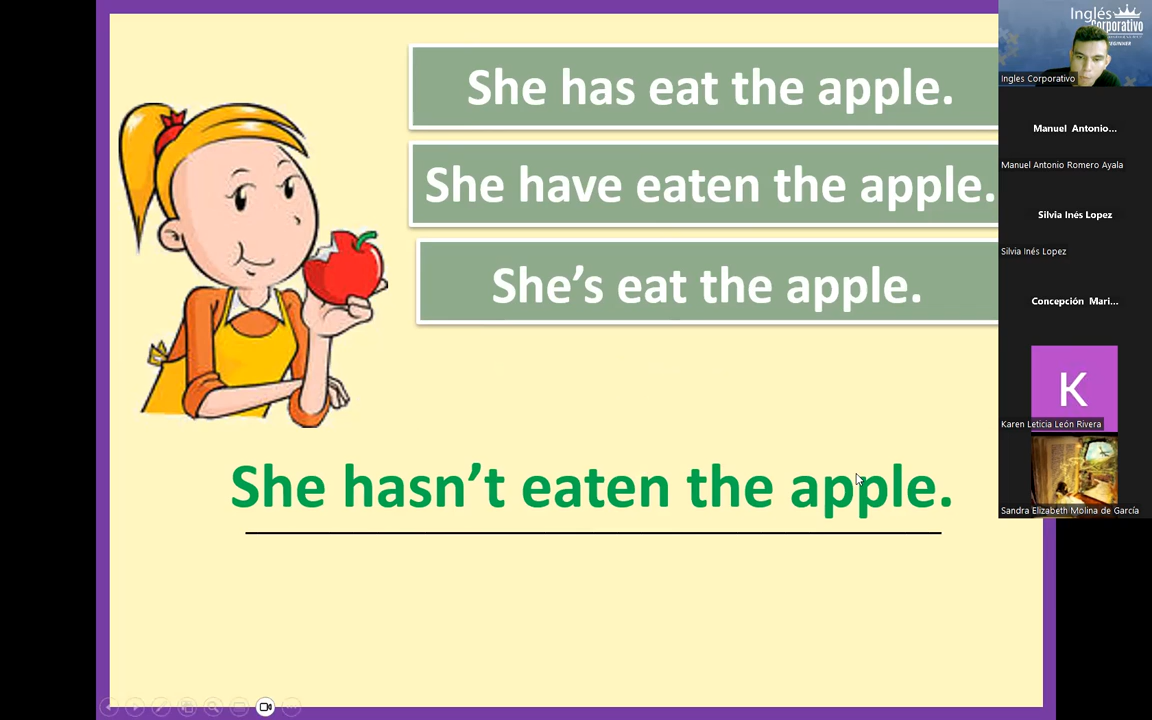 She has eat the apple.
She have eaten the apple.
She's eat the apple.
She hasn't eaten the apple.
Inglés
Corporativo
Ingles Corporativo
Manuel Antonio...
Manuel Antonio Romero Ayala
Silvia Inés Lopez
Silvia Inés Lopez
Concepción Mari...
K
Karen Leticia León Rivera
Sandra Elizabeth Molina de García